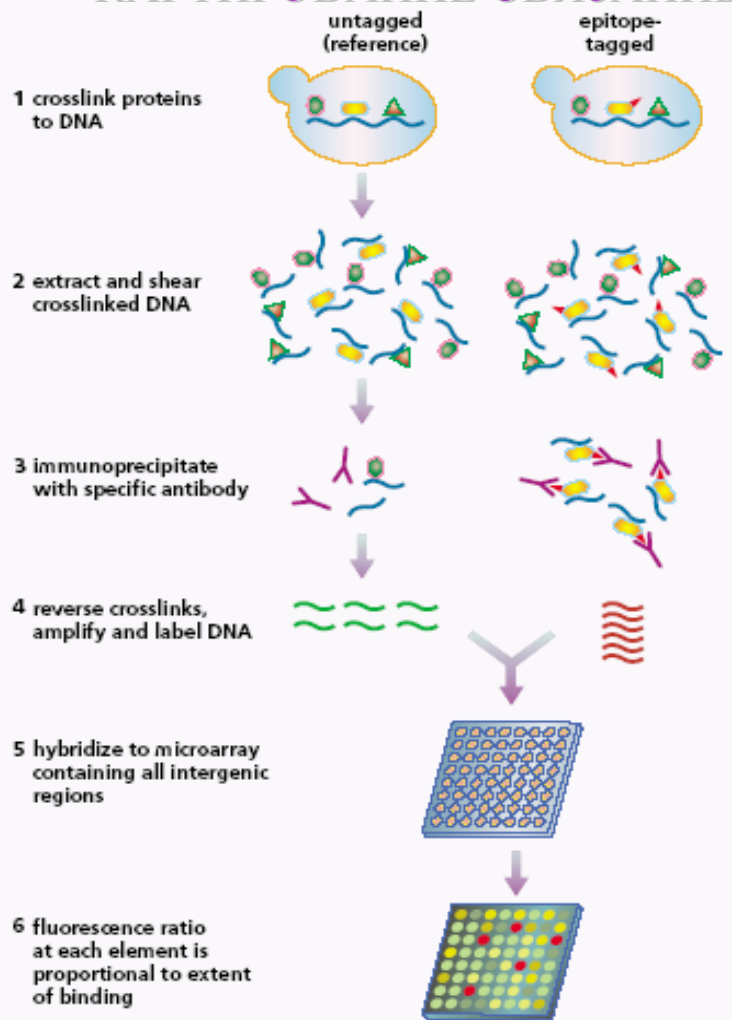 untagged
(reference)
epitope-
tagged
1 crosslink proteins
to DNA
2 extract and shear
crosslinked DNA
3 immunoprecipitate
with specific antibody
4 reverse crosslinks,
amplify and label DNA
5 hybridize to microarray
containing all intergenic
regions
6 fluorescence ratio
at each element is
proportional to extent
of binding